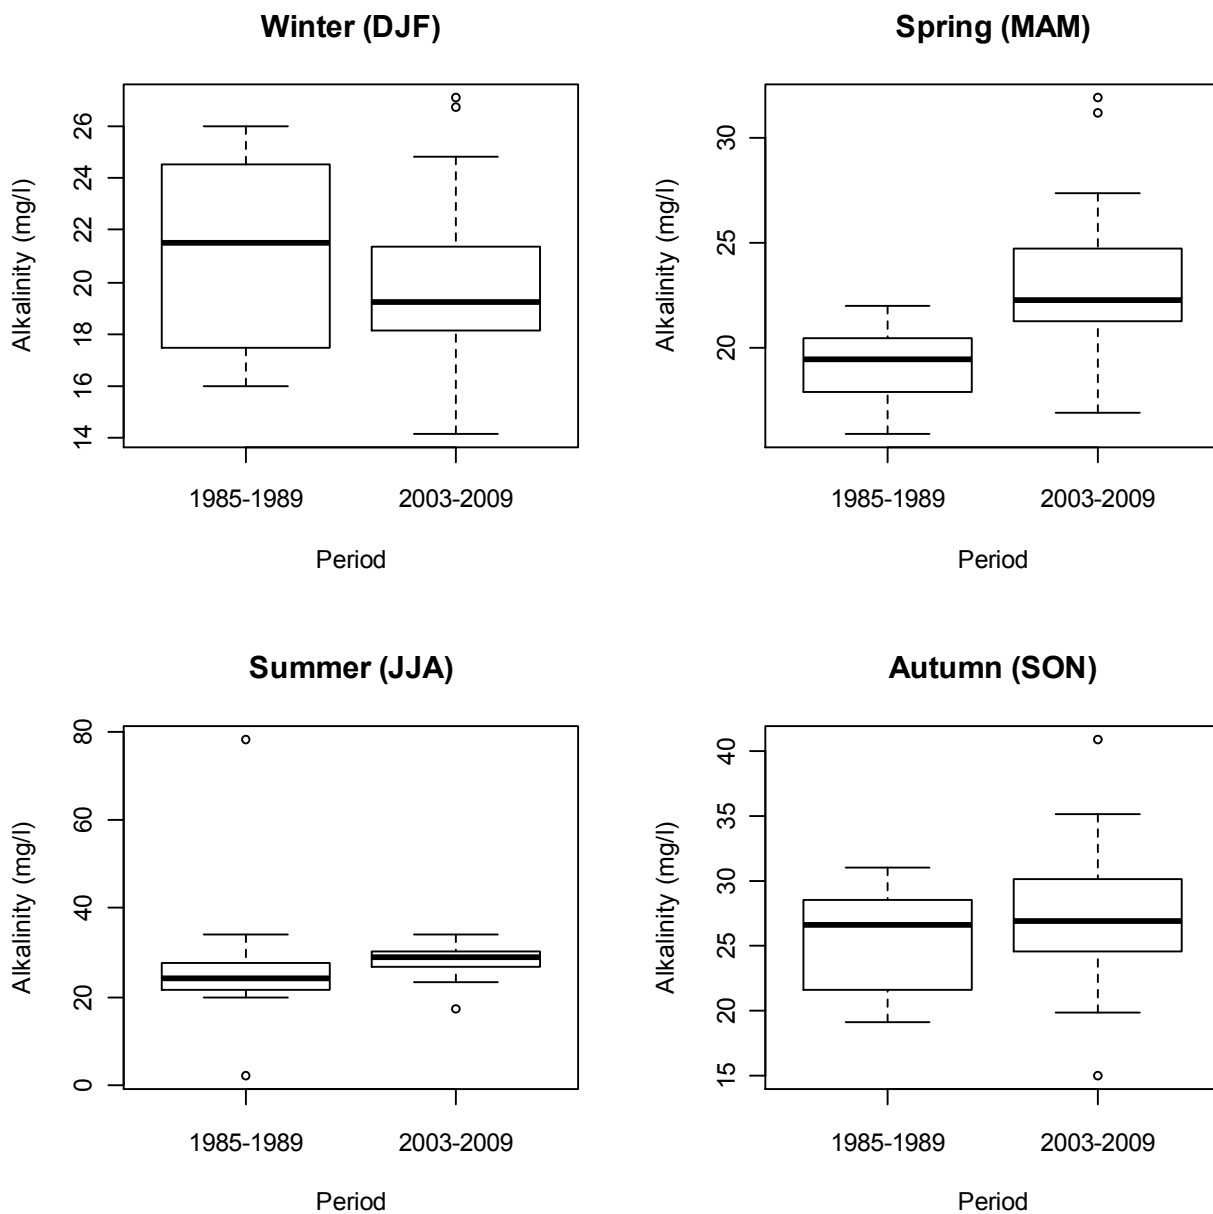 Winter (DJF)
Alkalinity (mg/l)
26
24
22
20
18
16
14
1985-1989 2003-2009
Period
Spring (MAM)
Alkalinity (mg/l)
30
25
20
1985-1989 2003-2009
Period
Summer (JJA)
Alkalinity (mg/l)
80
60
40
20
0
1985-1989 2003-2009
Period
Autumn (SON)
Alkalinity (mg/l)
40
35
30
25
20
15
1985-1989 2003-2009
Period